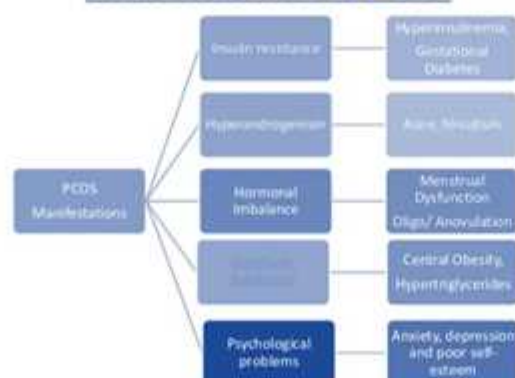 Insulin resistance
Hyperinsulinemia,
Gestational
Diabetes
Hyperandrogenism
Acne, hirsutism
PCOS
Manifestations
Hormonal
Imbalance
Menstrual
Dysfunction
Oligo/ Anovulation
Central Obesity,
Hypertriglycerides
Psychological
problems
Anxiety, depression
and poor self-
esteem